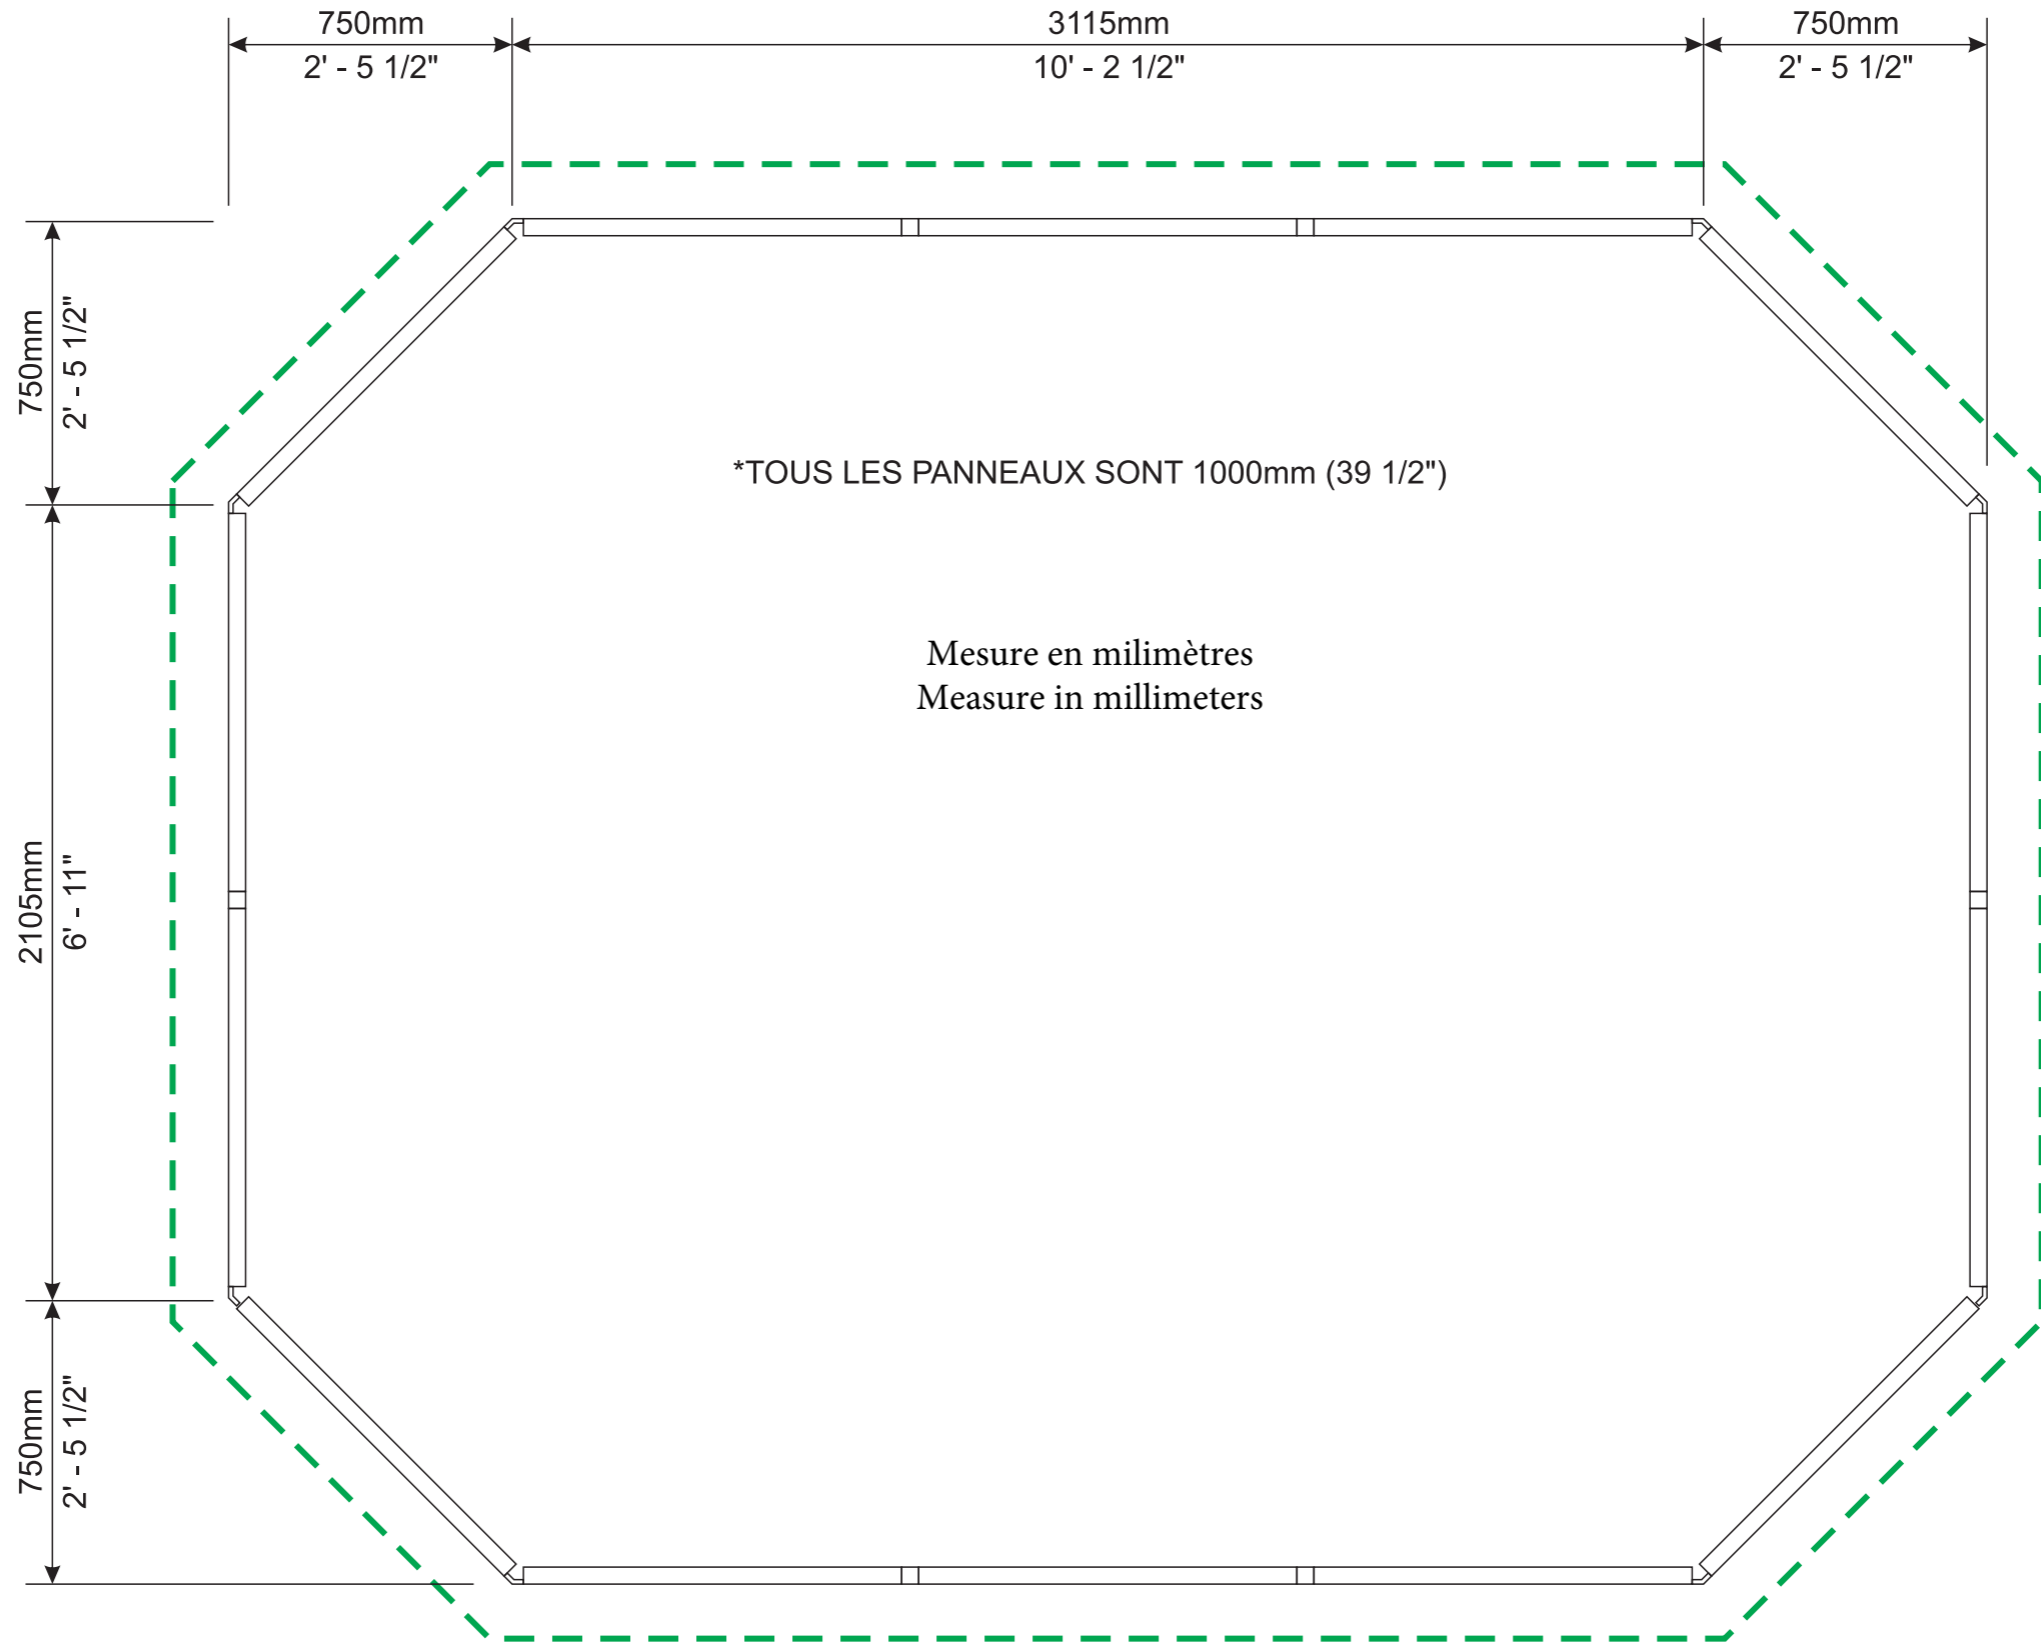 750mm
2' - 5 1/2"
3115mm
10' - 2 1/2"
750mm
2' - 5 1/2"
750mm
2' - 5 1/2"
*TOUS LES PANNEAUX SONT 1000mm (39 1/2")
Mesure en milimètres
Measure in millimeters
2105mm
6' - 11"
750mm
2' - 5 1/2"